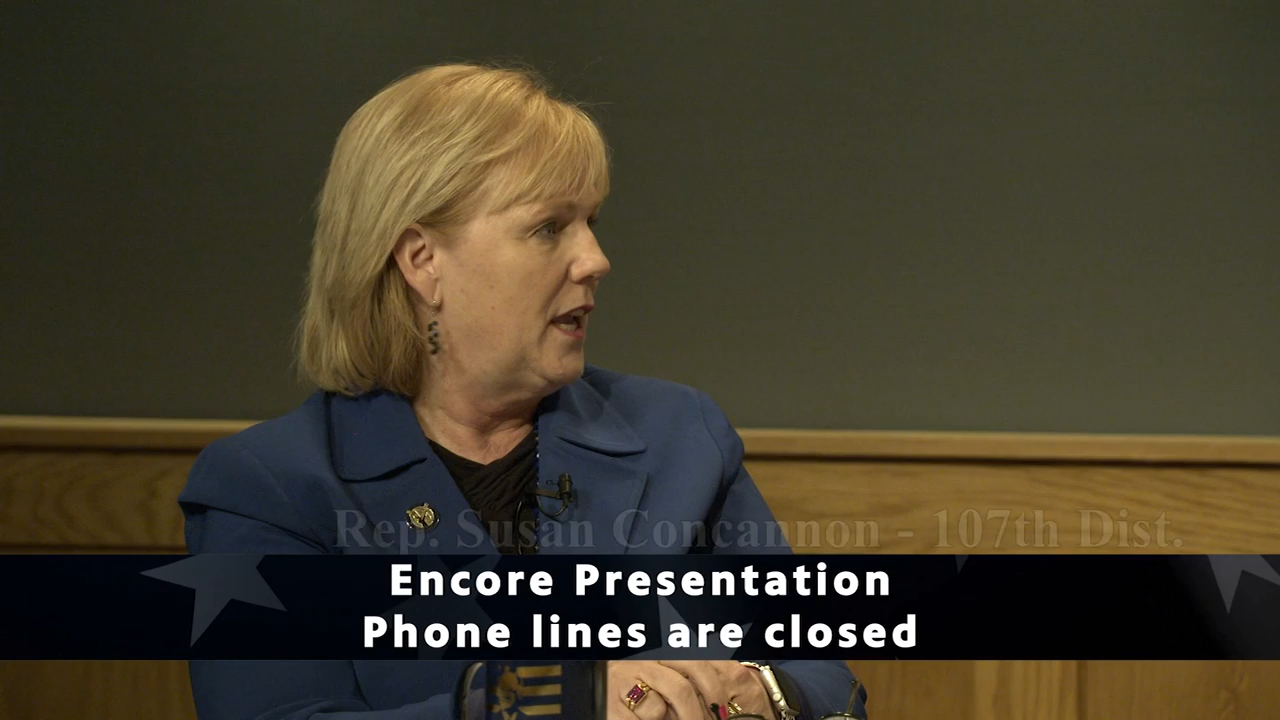 Rep. Susan Concannon - 107th Dist.
Encore Presentation
Phone lines are closed